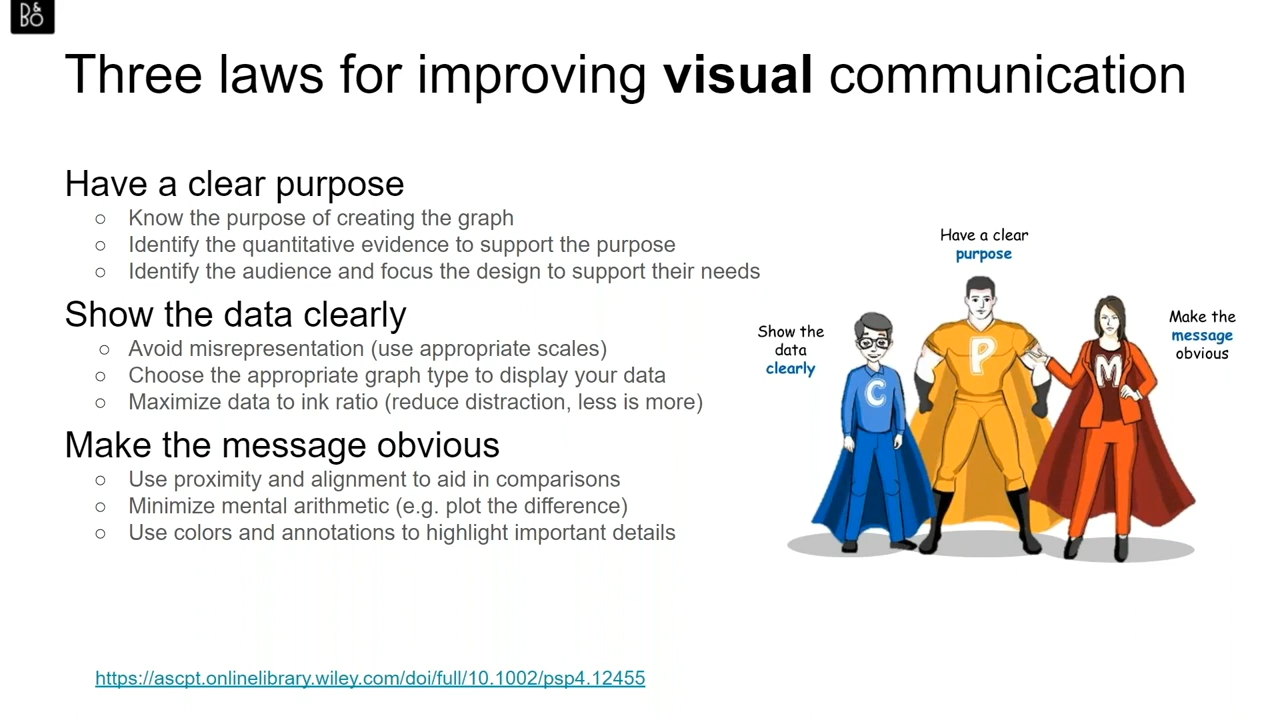 B&O
Three laws for improving visual communication
Have a clear purpose
○ Know the purpose of creating the graph
○ Identify the quantitative evidence to support the purpose
○ Identify the audience and focus the design to support their needs
Show the data clearly
○ Avoid misrepresentation (use appropriate scales)
○ Choose the appropriate graph type to display your data
○ Maximize data to ink ratio (reduce distraction, less is more)
Make the message obvious
○ Use proximity and alignment to aid in comparisons
○ Minimize mental arithmetic (e.g. plot the difference)
○ Use colors and annotations to highlight important details
Have a clear
purpose
Show the
data
clearly
Make the
message
obvious
C
P
M
https://ascpt.onlinelibrary.wiley.com/doi/full/10.1002/psp4.12455